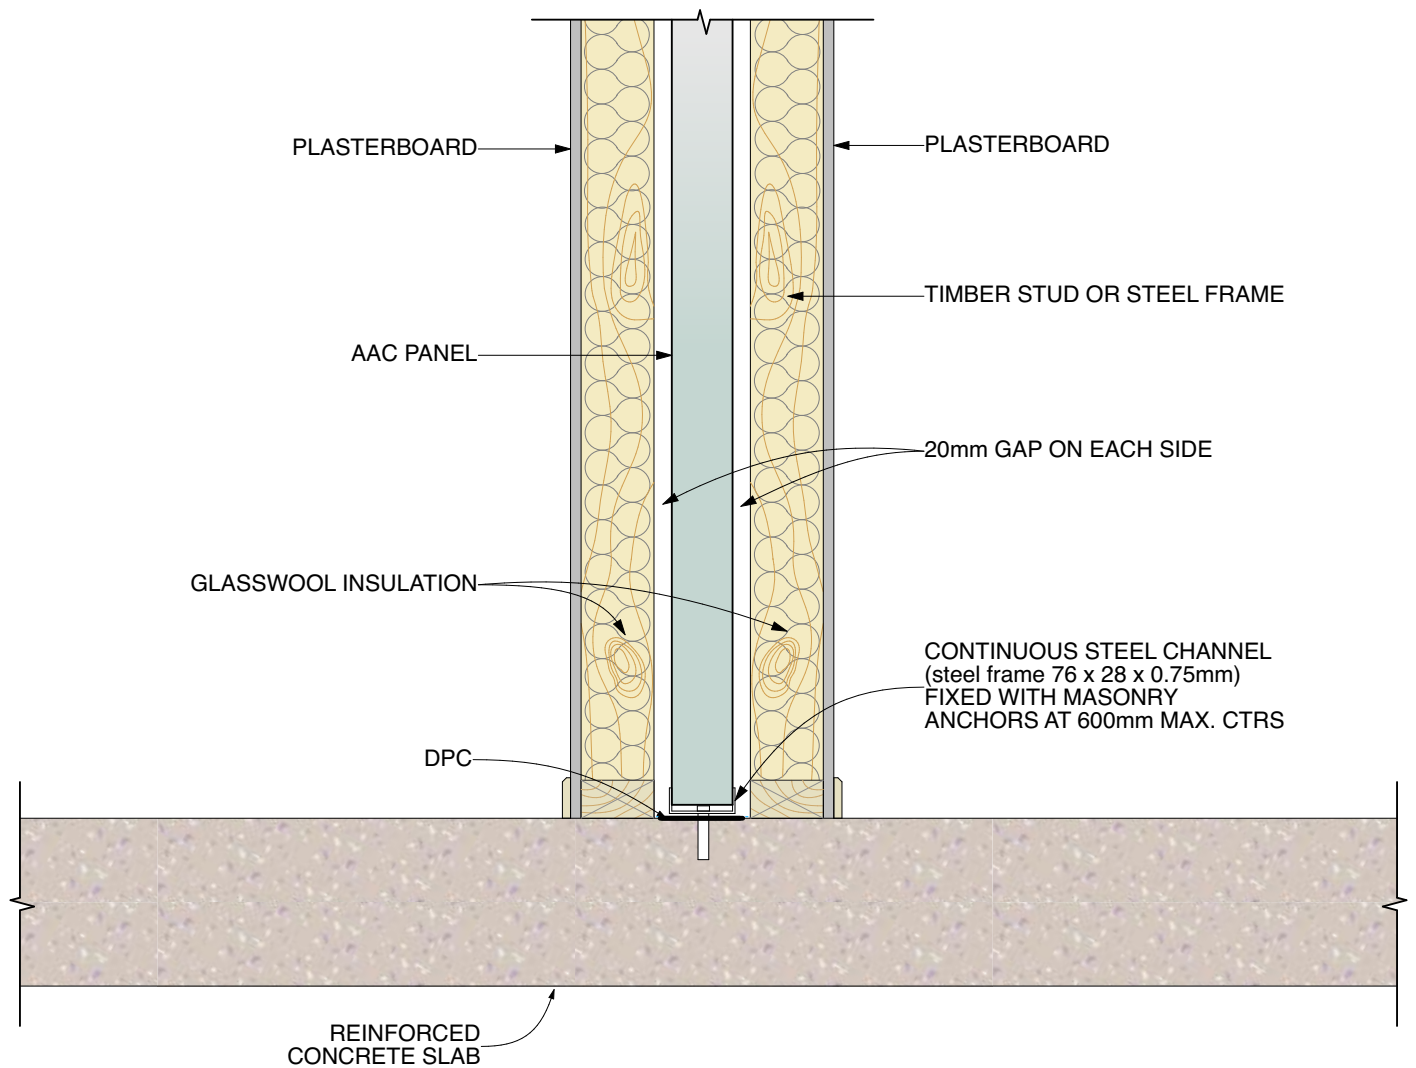 PLASTERBOARD
PLASTERBOARD
TIMBER STUD OR STEEL FRAME
AAC PANEL
20mm GAP ON EACH SIDE
GLASSWOOL INSULATION
CONTINUOUS STEEL CHANNEL
(steel frame 76 x 28 x 0.75mm)
FIXED WITH MASONRY
ANCHORS AT 600mm MAX. CTRS
DPC
REINFORCED
CONCRETE SLAB